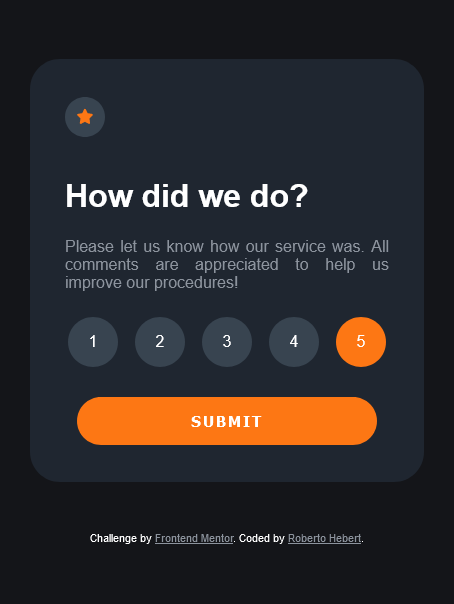 How did we do?
Please let us know how our service was. All
comments are appreciated to help us
improve our procedures!
1 2 3 4 5
SUBMIT
Challenge by Frontend Mentor. Coded by Roberto Hebert.